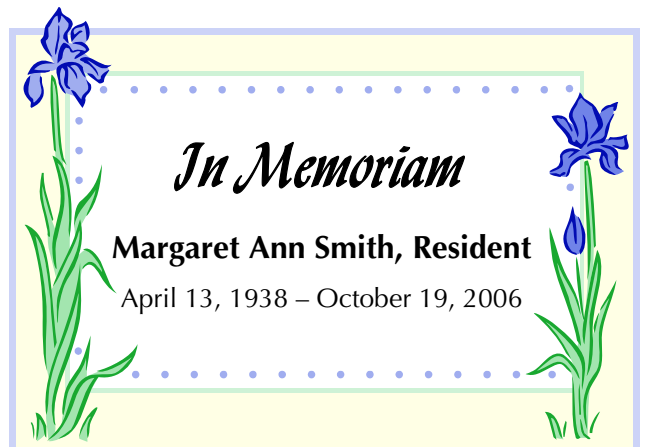 In Memoriam
Margaret Ann Smith, Resident
April 13, 1938 – October 19, 2006